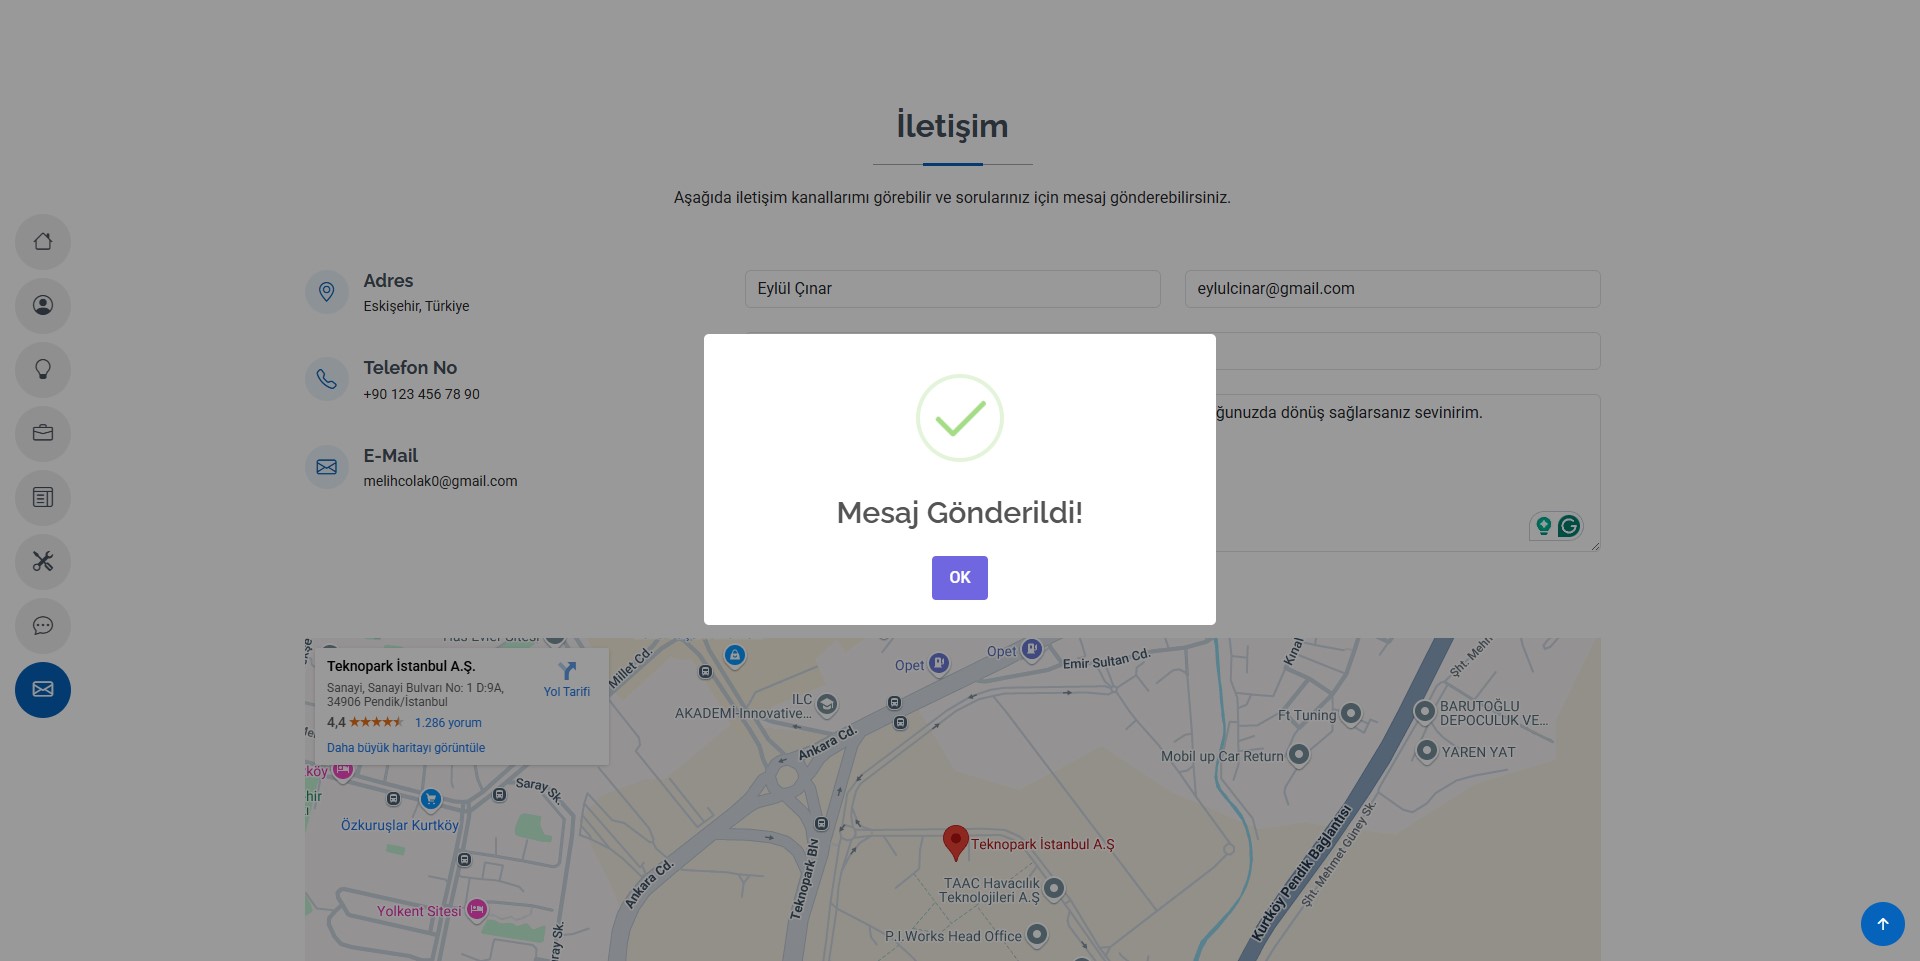 İletişim
Aşağıda iletişim kanallarımı görebilir ve sorularınız için mesaj gönderebilirsiniz.
Adres
Eskişehir, Türkiye
Telefon No
+90 123 456 78 90
E-Mail
melihcolak0@gmail.com
Eylül Çınar
eylulcinar@gmail.com
ğunuzda dönüş sağlarsanız sevinirim.
Mesaj Gönderildi!
OK
Teknopark İstanbul A.Ş.
Sanayi, Sanayi Bulvarı No: 1 D:9A,
34906 Pendik/İstanbul
4,4
1.286 yorum
Daha büyük haritayı görüntüle
Yol Tarifi
Millet Cd.
Opet
Opet
Emir Sultan Cd.
ILC
AKADEMİ-Innovative...
Ankara Cd.
Ft Tuning
BARUTOĞLU
DEPOCULUK VE...
Mobil up Car Return
YAREN YAT
köy
hir
Saray Sk.
Özkuruşlar Kurtköy
Teknopark İstanbul A.Ş
Ankara Cd.
Teknopark Blv
TAAC Havacılık
Teknolojileri A.Ş
Kurtköy Pendik Bağlantısı
Şht. Mehmet Güney Sk.
Yolkent Sitesi
P.I.Works Head Office